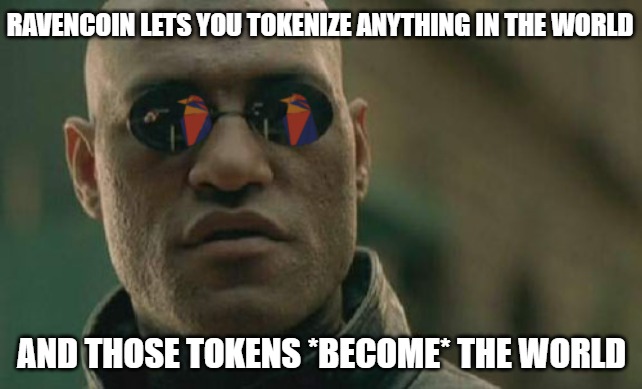 RAVENCOIN LETS YOU TOKENIZE ANYTHING IN THE WORLD
AND THOSE TOKENS *BECOME* THE WORLD